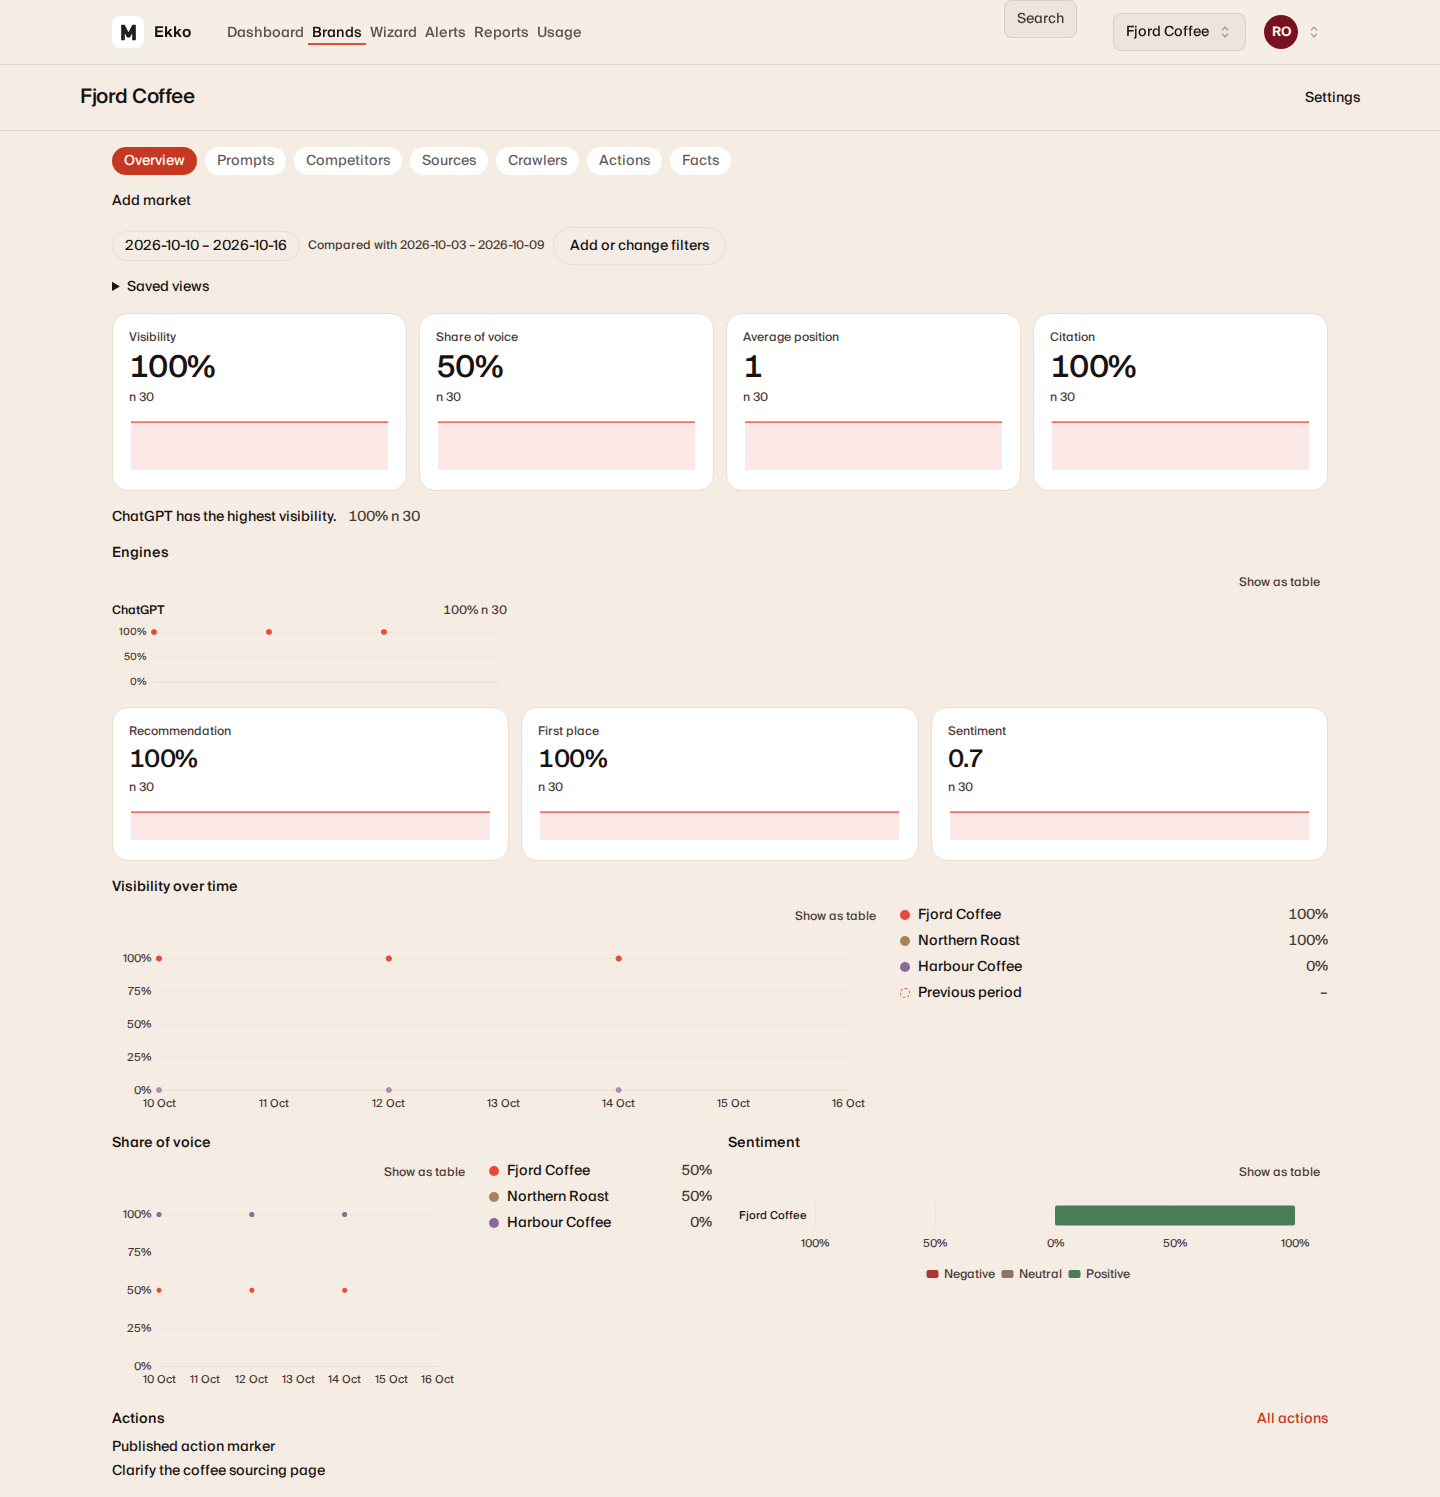 M Ekko Dashboard Brands Wizard Alerts Reports Usage Search Fjord Coffee RO
Fjord Coffee Settings
Overview Prompts Competitors Sources Crawlers Actions Facts
Add market
2026-10-10 – 2026-10-16 Compared with 2026-10-03 – 2026-10-09 Add or change filters
Saved views
Visibility Share of voice Average position Citation
100% 50% 1 100%
n 30 n 30 n 30 n 30
ChatGPT has the highest visibility. 100% n 30
Engines
Show as table
ChatGPT 100% n 30
100%
50%
0%
Recommendation First place Sentiment
100% 100% 0.7
n 30 n 30 n 30
Visibility over time
Show as table
Fjord Coffee 100%
Northern Roast 100%
Harbour Coffee 0%
Previous period –
100%
75%
50%
25%
0%
10 Oct 11 Oct 12 Oct 13 Oct 14 Oct 15 Oct 16 Oct
Share of voice
Show as table
Fjord Coffee 50%
Northern Roast 50%
Harbour Coffee 0%
100%
75%
50%
25%
0%
10 Oct 11 Oct 12 Oct 13 Oct 14 Oct 15 Oct 16 Oct
Sentiment
Show as table
Fjord Coffee
100% 50% 0% 50% 100%
Negative Neutral Positive
Actions All actions
Published action marker
Clarify the coffee sourcing page